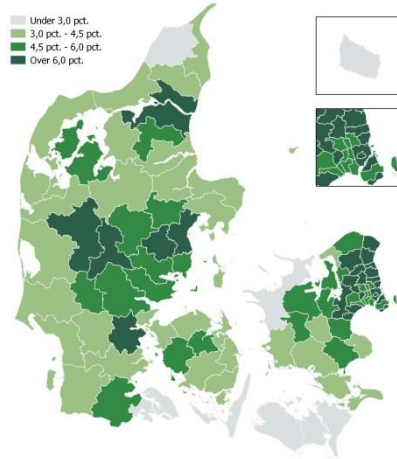 Under 3,0 pct.
3,0 pct. - 4,5 pct.
4,5 pct. - 6,0 pct.
Over 6,0 pct.